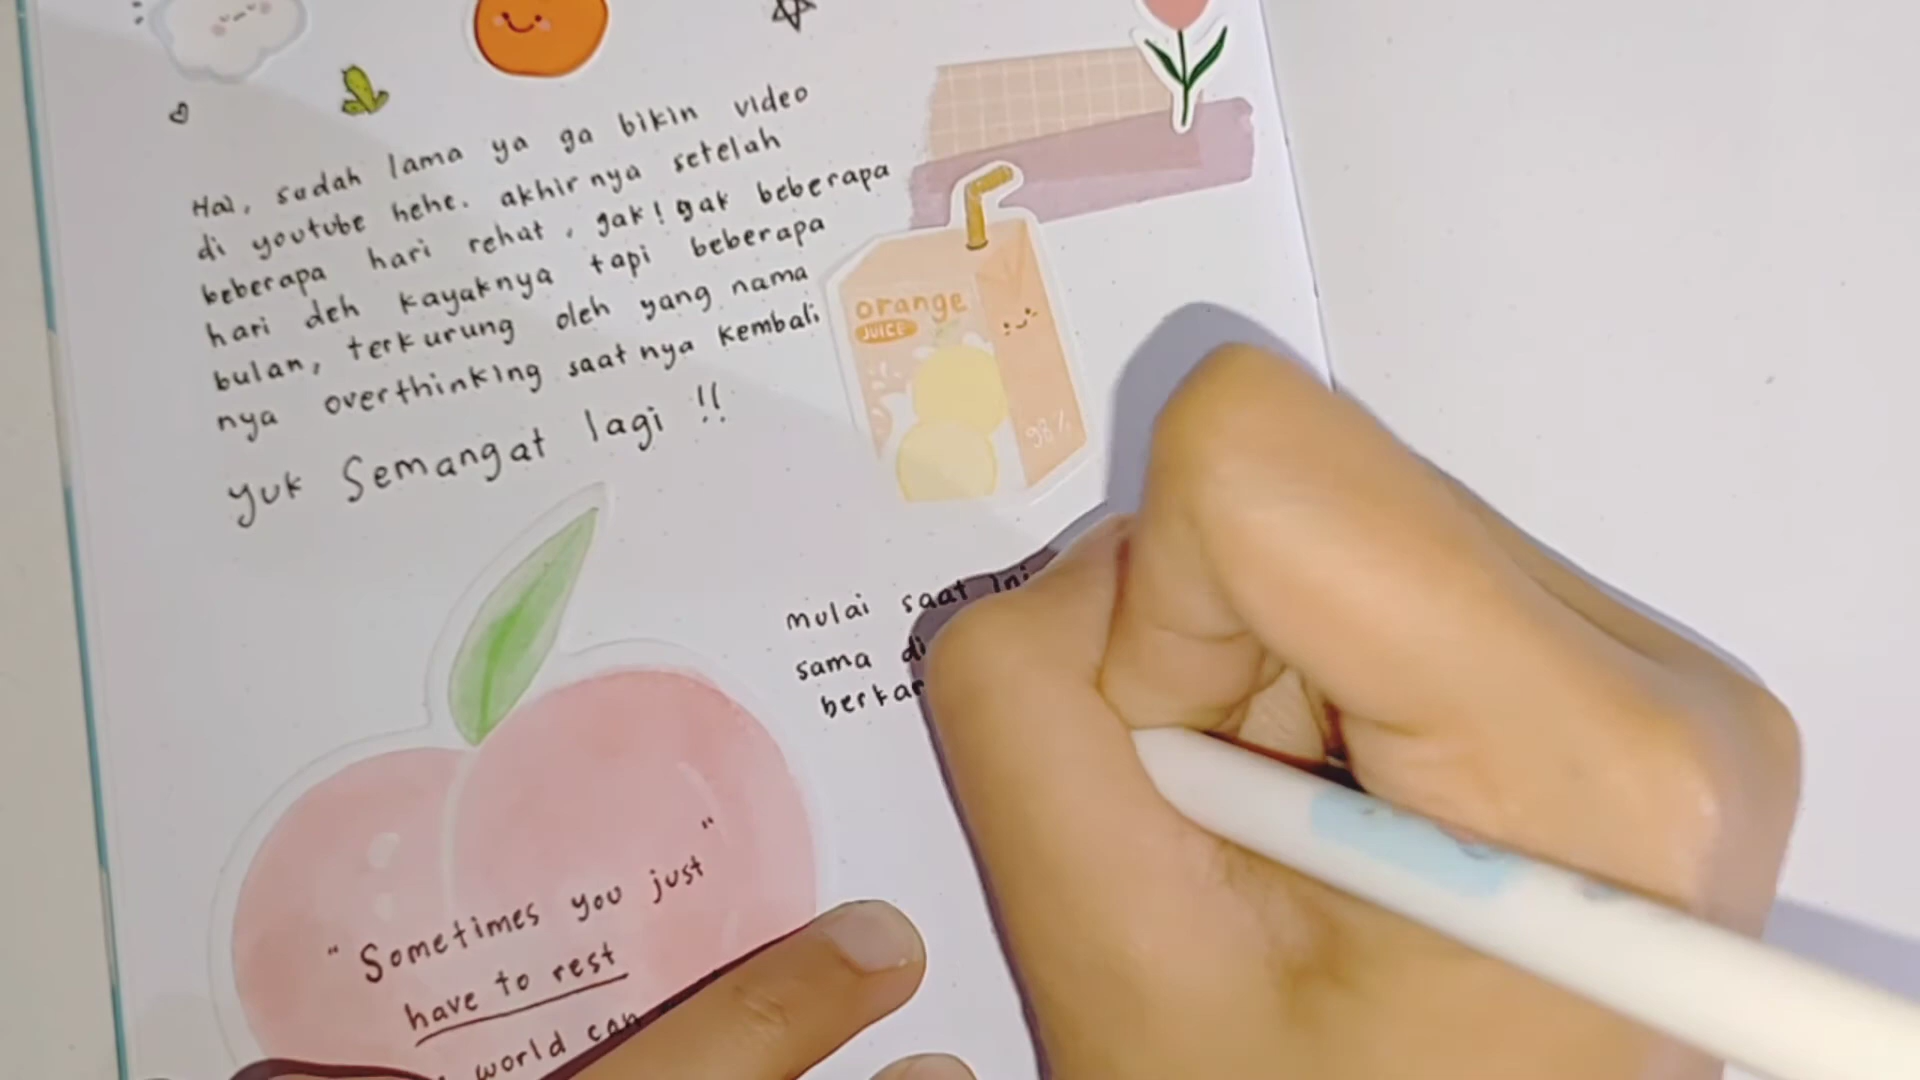 Hai, sudah lama ya ga bikin video
di youtube hehe. akhirnya setelah
beberapa hari rehat, gak! gak beberapa
hari deh kayaknya tapi beberapa
bulan, terkurung oleh yang nama
nya overthinking saatnya kembali
yuk Semangat lagi !!
orange
JUICE
98%
mulai saat ini
sama
"Sometimes you just"
have to rest
world can